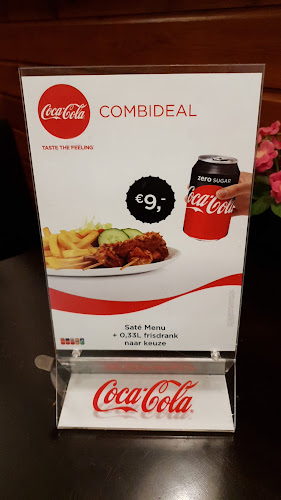 Coca-Cola COMBIDEAL
TASTE THE FEELING
€9,-
zero SUGAR
Coca-Cola
Saté Menu
+ 0,33L frisdrank
naar keuze
Coca-Cola